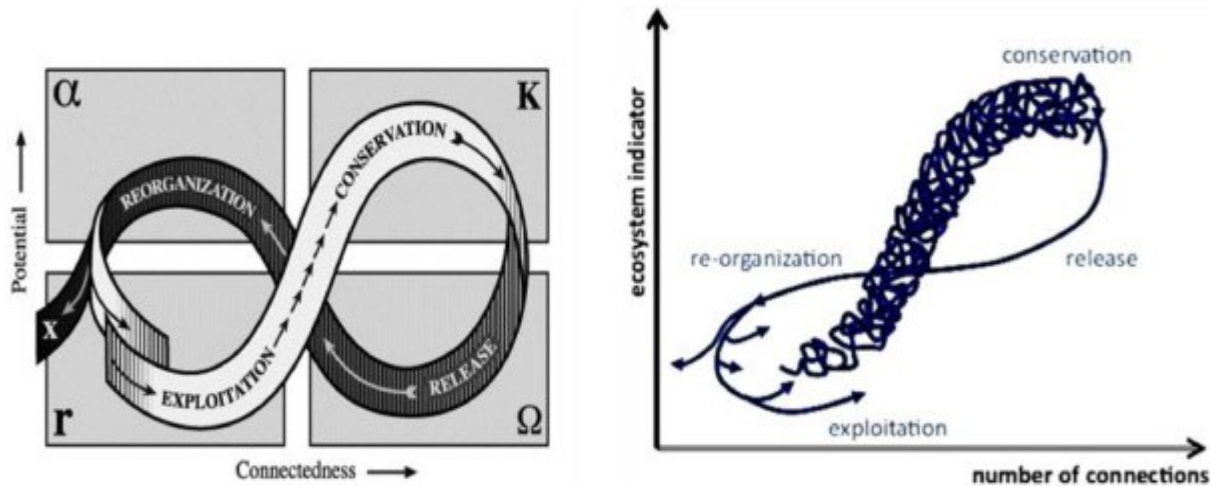 α
K
REORGANIZATION
CONSERVATION
Potential
x
EXPLOITATION
RELEASE
r
Ω
Connectedness
conservation
ecosystem indicator
re-organization
release
exploitation
number of connections